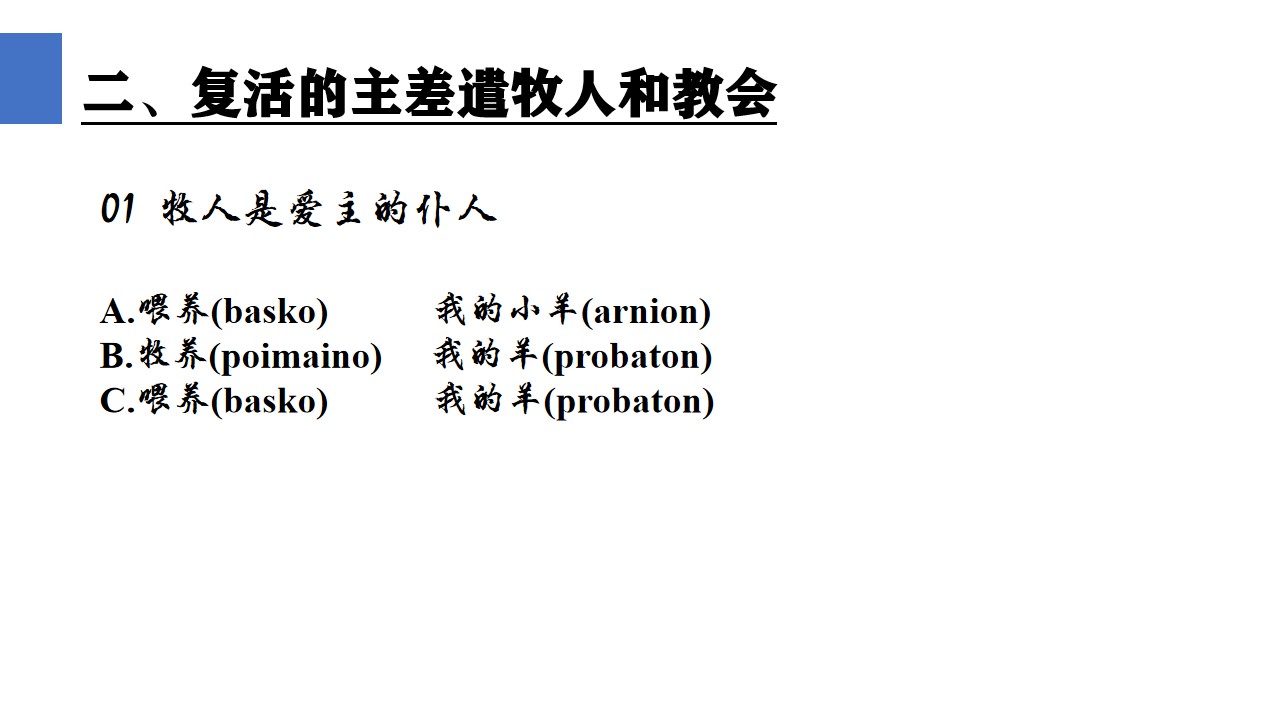 二、复活的主差遣牧人和教会
01 牧人是爱主的仆人
A.喂养(basko) 我的小羊(arnion)
B.牧养(poimaino) 我的羊(probaton)
C.喂养(basko) 我的羊(probaton)